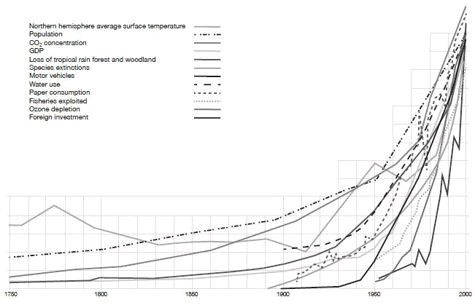 Northern hemisphere average surface temperature
Population
CO2 concentration
GDP
Loss of tropical rain forest and woodland
Species extinctions
Motor vehicles
Water use
Paper consumption
Fisheries exploited
Ozone depletion
Foreign investment
1750 1800 1850 1900 1950 2000